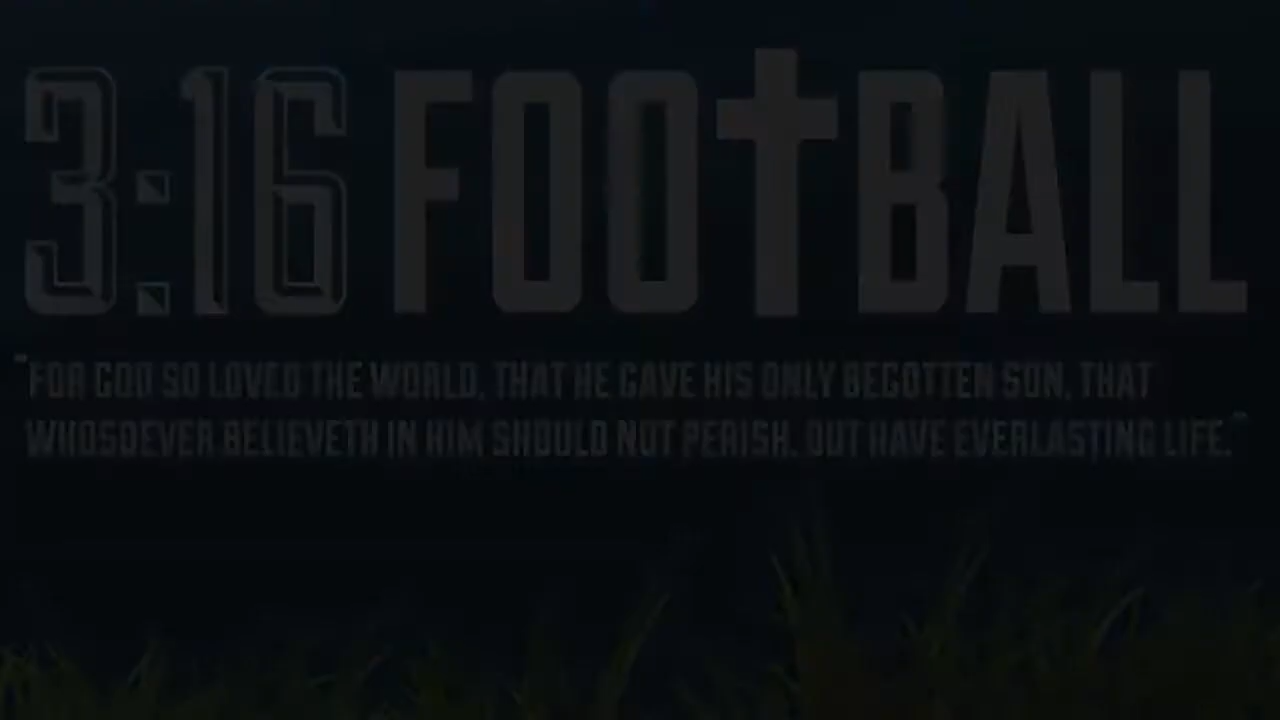 3:16 FOOTBALL
"FOR GOD SO LOVED THE WORLD, THAT HE GAVE HIS ONLY BEGOTTEN SON, THAT
WHOSOEVER BELIEVETH IN HIM SHOULD NOT PERISH, BUT HAVE EVERLASTING LIFE."